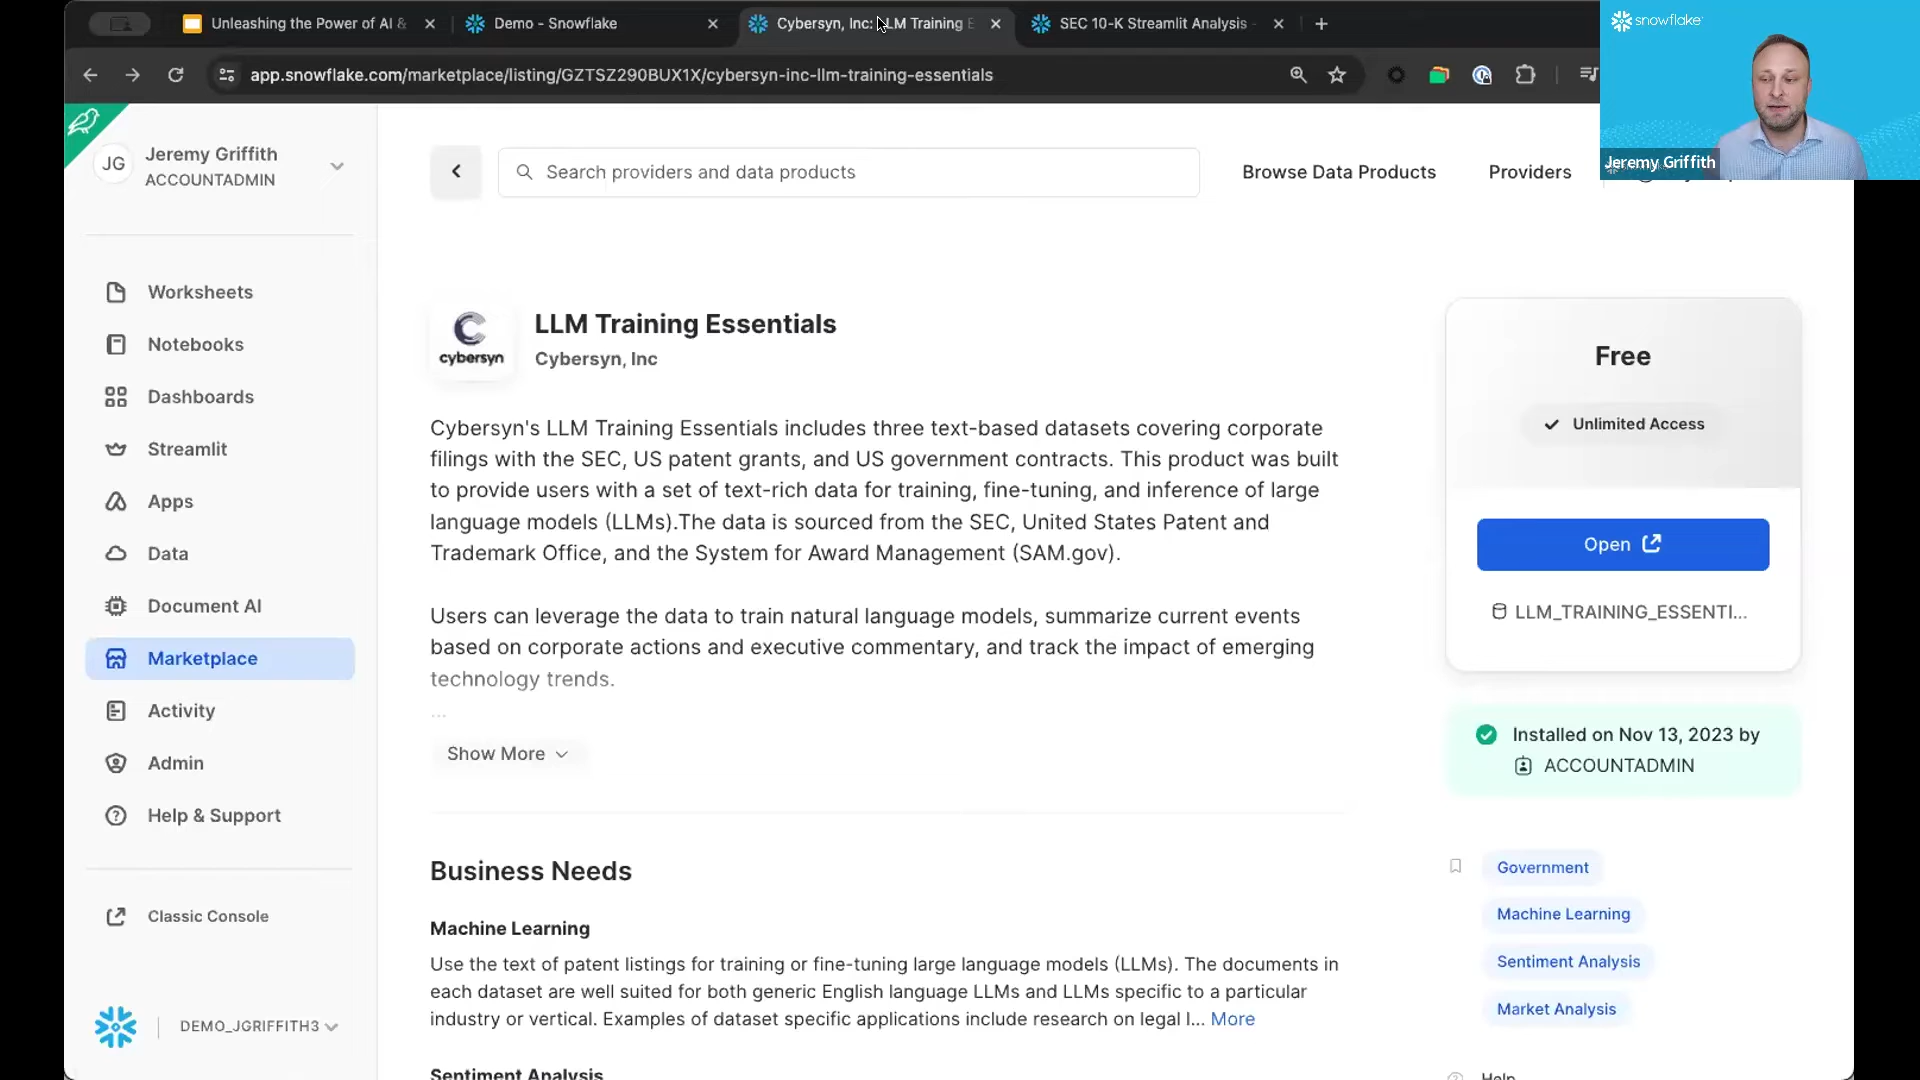 Unleashing the Power of AI &
Demo - Snowflake
Cybersyn, Inc: LLM Training E
SEC 10-K Streamlit Analysis
snowflake
app.snowflake.com/marketplace/listing/GZTSZ290BUX1X/cybersyn-inc-llm-training-essentials
Jeremy Griffith
JG
Jeremy Griffith
ACCOUNTADMIN
Search providers and data products
Browse Data Products
Providers
Worksheets
Notebooks
Dashboards
Streamlit
Apps
Data
Document AI
Marketplace
Activity
Admin
Help & Support
Classic Console
DEMO_JGRIFFITH3
cybersyn
LLM Training Essentials
Cybersyn, Inc
Cybersyn's LLM Training Essentials includes three text-based datasets covering corporate
filings with the SEC, US patent grants, and US government contracts. This product was built
to provide users with a set of text-rich data for training, fine-tuning, and inference of large
language models (LLMs).The data is sourced from the SEC, United States Patent and
Trademark Office, and the System for Award Management (SAM.gov).
Users can leverage the data to train natural language models, summarize current events
based on corporate actions and executive commentary, and track the impact of emerging
technology trends.
...
Show More
Business Needs
Machine Learning
Use the text of patent listings for training or fine-tuning large language models (LLMs). The documents in
each dataset are well suited for both generic English language LLMs and LLMs specific to a particular
industry or vertical. Examples of dataset specific applications include research on legal l... More
Sentiment Analysis
Free
Unlimited Access
Open
LLM_TRAINING_ESSENTI...
Installed on Nov 13, 2023 by
ACCOUNTADMIN
Government
Machine Learning
Sentiment Analysis
Market Analysis
Help